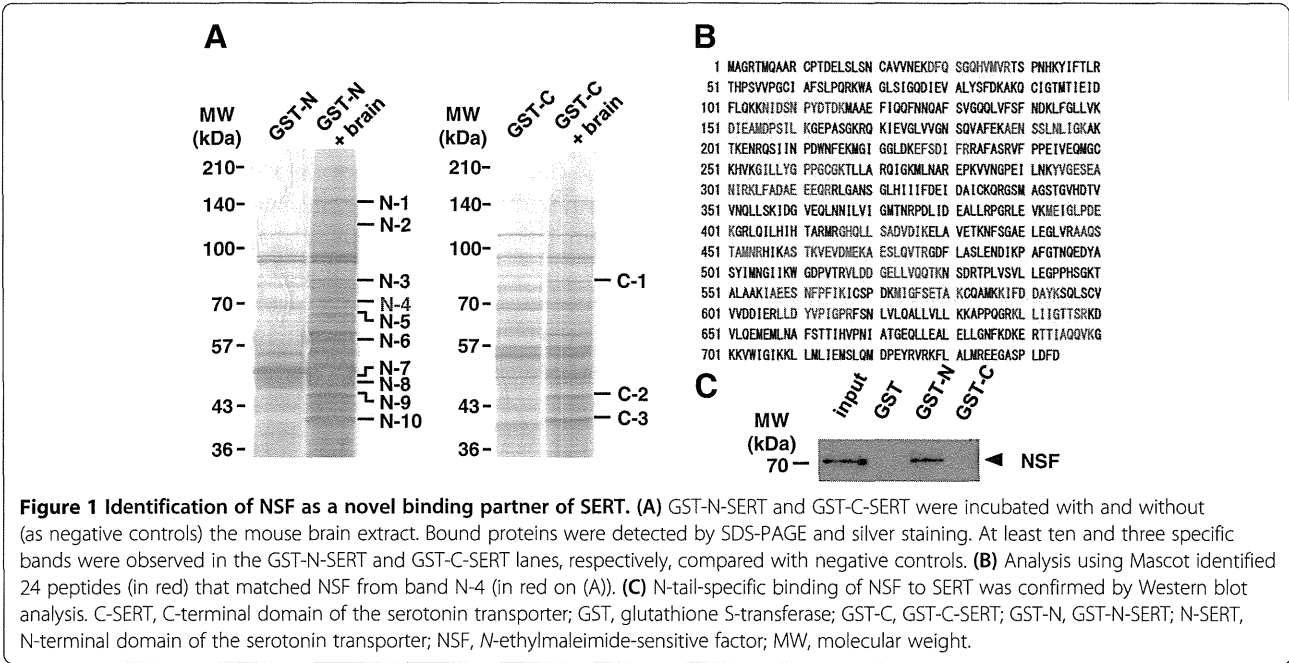 A
MW
(kDa)
GST-N
GST-N
+ brain
210
140
100
70
57
43
36
N-1
N-2
N-3
N-4
N-5
N-6
N-7
N-8
N-9
N-10
MW
(kDa)
GST-C
GST-C
+ brain
210
140
100
70
57
43
36
C-1
C-2
C-3
B
1 MAGRTMQAAR CPTDELSLSN CAVVNEKDFQ SGQHVMVRTS PNHKYIFTLR
51 THPSVVPGCI AFSLPQRKWA GLSIGQDIEV ALYSFDKAKQ CIGTMTIEID
101 FLQKKNIDSN PYDTDKMAAE FIQQFNNQAF SVGQQLVFSF NDKLFGLLVK
151 DIEAMDPSIL KGEPASGKRQ KIEVGLVVGN SQVAFEKAEN SSLNLIGKAK
201 TKENRQSIIN PDWNFEKMGI GGLDKEFSDI FRRAFASRVF PPEIVEQMGC
251 KHVKGILLYG PPGCGKTLLA RQIGKMLNAR EPKVVNGPEI LNKYVGESEA
301 NIRKLFADAE EEQRRLGANS GLHIIIFDEI DAICKQRGSM AGSTGVHDTV
351 VNQLLSKIDG VEQLNNILVI GMTNRPDLID EALLRPGRLE VKMEIGLPDE
401 KGRLQILHIH TARMRGHQLL SADVDIKELA VETKNFSGAE LEGLVRAAQS
451 TAMNRHIKAS TKVEVDMEKA ESLQVTRGDF LASLENDIKP AFGTNQEDYA
501 SYIMNGIIKW GDPVTRVLDD GELLVQQTKN SDRTPLVSVL LEGPPHSGKT
551 ALAAKIAEES NFPFIKICSP DKMIGFSETA KCQAMKKIFD DAYKSQLSCV
601 VVDDIERLLD YVPIGPRFSN LVLQALLVLL KKAPPQGRKL LIIGTTSRKD
651 VLQEMEMLNA FSTTIHVPNI ATGEQLLEAL ELLGNFKDKE RTTIAQQVKG
701 KKVWIGIKKL LMLIEMSLQM DPEYRVRKFL ALMREEGASP LDFD
C
MW
(kDa)
input
GST
GST-N
GST-C
70
NSF
Figure 1 Identification of NSF as a novel binding partner of SERT. (A) GST-N-SERT and GST-C-SERT were incubated with and without
(as negative controls) the mouse brain extract. Bound proteins were detected by SDS-PAGE and silver staining. At least ten and three specific
bands were observed in the GST-N-SERT and GST-C-SERT lanes, respectively, compared with negative controls. (B) Analysis using Mascot identified
24 peptides (in red) that matched NSF from band N-4 (in red on (A)). (C) N-tail-specific binding of NSF to SERT was confirmed by Western blot
analysis. C-SERT, C-terminal domain of the serotonin transporter; GST, glutathione S-transferase; GST-C, GST-C-SERT; GST-N, GST-N-SERT; N-SERT,
N-terminal domain of the serotonin transporter; NSF, N-ethylmaleimide-sensitive factor; MW, molecular weight.